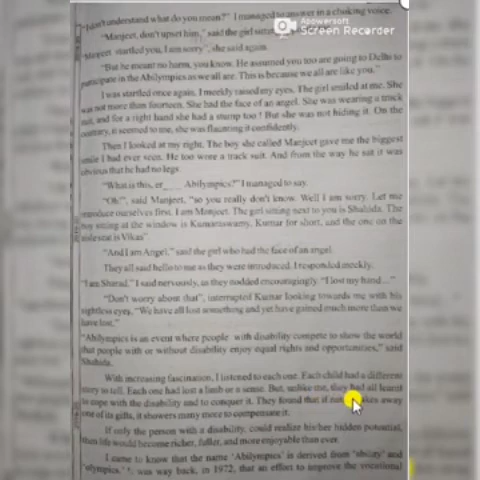 "I don't understand what do you mean?" I managed to answer in a choking voice.
"Manjeet, don't upset him," said the girl
Apowersoft
Screen Recorder
"Manjeet startled you, I am sorry", she said again.
"But he meant no harm, you know. He assumed you too are going to Delhi to
participate in the Abilympics as we all are. This is because we all are like you."
I was startled once again. I meekly raised my eyes. The girl smiled at me. She
was not more than fourteen. She had the face of an angel. She was wearing a track
suit, and for a right hand she had a stump too! But she was not hiding it. On the
contrary, it seemed to me, she was flaunting it confidently.
Then I looked at my right. The boy she called Manjeet gave me the biggest
smile I had ever seen. He too wore a track suit. And from the way he sat it was
obvious that he had no legs.
"What is this, er__ Abilympics?" I managed to say.
"Oh!", said Manjeet, "so you really don't know. Well I am sorry. Let me
introduce ourselves first. I am Manjeet. The girl sitting next to you is Shahida. The
boy sitting at the window is Kumaraswamy, Kumar for short, and the one on the
aisle seat is Vikas".
"And I am Angel," said the girl who had the face of an angel.
They all said hello to me as they were introduced. I responded meekly.
"I am Sharad," I said nervously, as they nodded encouragingly. "I lost my hand..."
"Don't worry about that", interrupted Kumar looking towards me with his
sightless eyes, "We have all lost something and yet have gained much more than we
have lost."
"Abilympics is an event where people with disability compete to show the world
that people with or without disability enjoy equal rights and opportunities," said
Shahida.
With increasing fascination, I listened to each one. Each child had a different
story to tell. Each one had lost a limb or a sense. But, unlike me, they had all learnt
to cope with the disability and to conquer it. They found that if takes away
one of its gifts, it showers many more to compensate it.
If only the person with a disability, could realize his/her hidden potential,
then life would become richer, fuller, and more enjoyable than ever.
I came to know that the name 'Abilympics' is derived from 'ability' and
'olympics.' was way back, in 1972, that an effort to improve the vocational